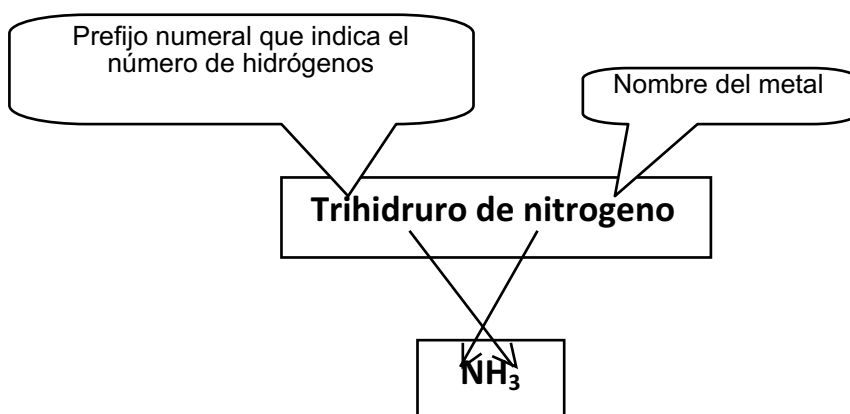 Prefijo numeral que indica el
número de hidrógenos
Nombre del metal
Trihidruro de nitrogeno
NH₃